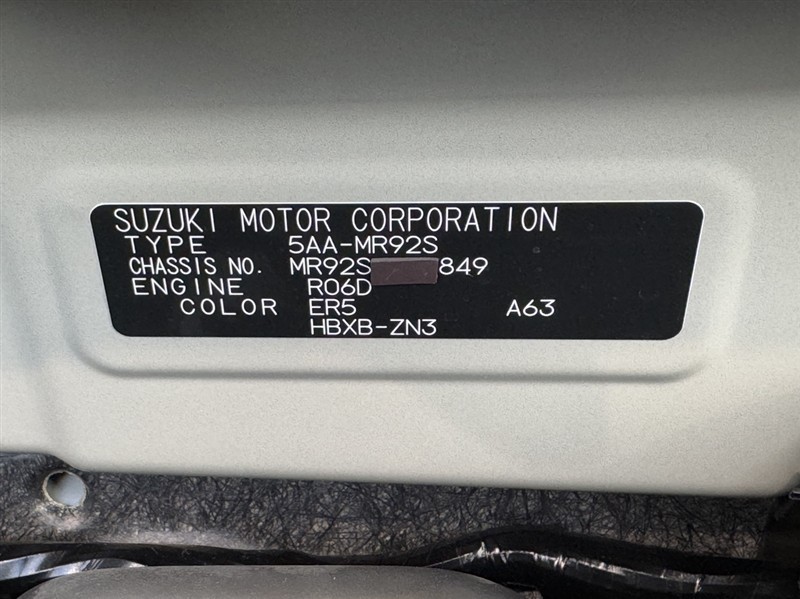 SUZUKI MOTOR CORPORATION
TYPE 5AA-MR92S
CHASSIS NO. MR92S 849
ENGINE R06D
COLOR ER5 A63
HBXB-ZN3